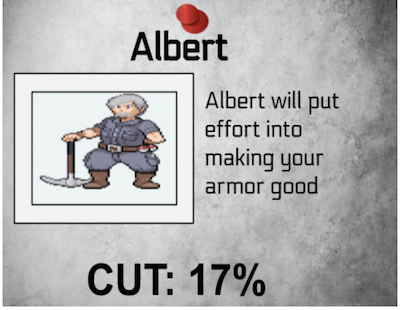 Albert
Albert will put
effort into
making your
armor good
CUT: 17%